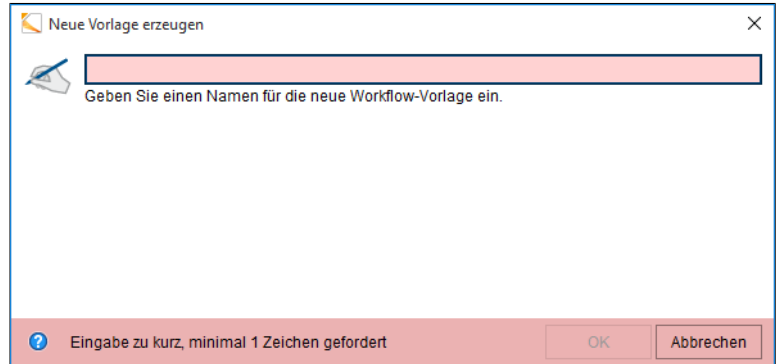 Neue Vorlage erzeugen
Geben Sie einen Namen für die neue Workflow-Vorlage ein.
Eingabe zu kurz, minimal 1 Zeichen gefordert
OK
Abbrechen